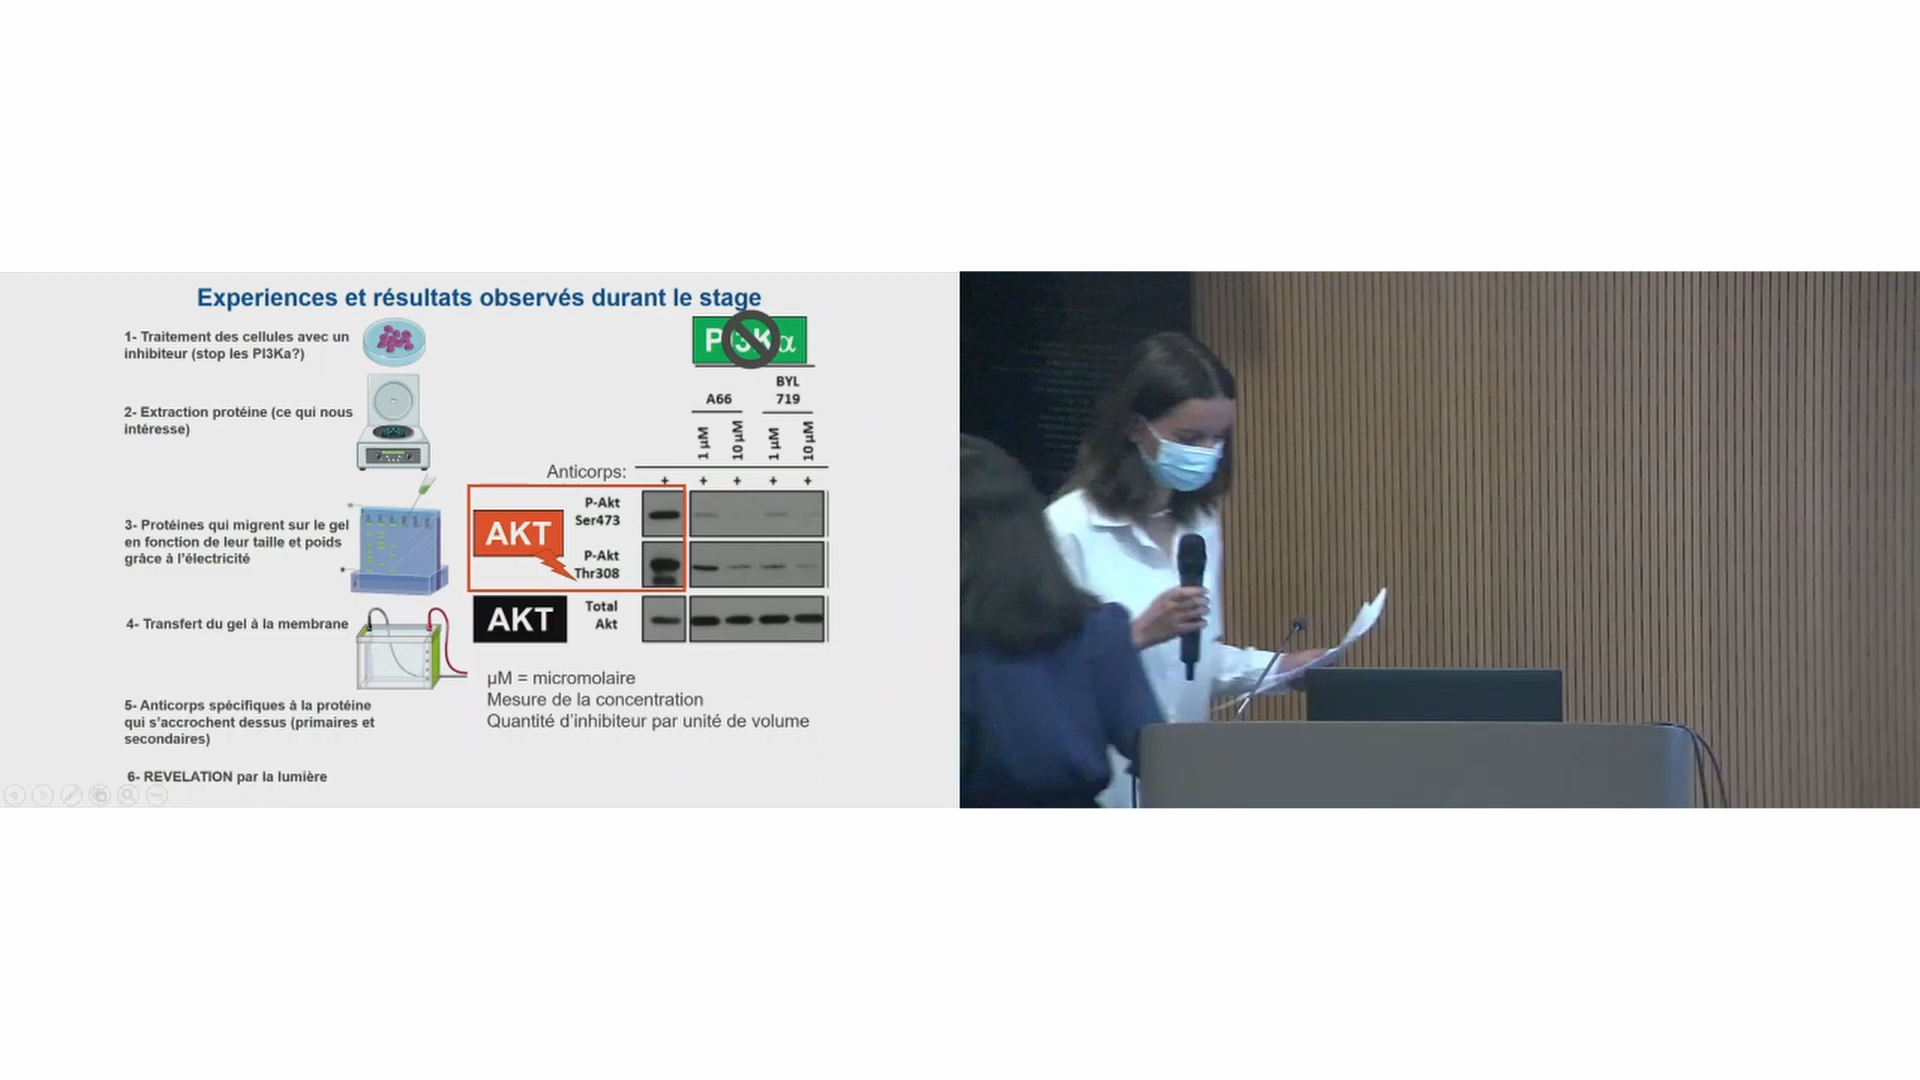 Experiences et résultats observés durant le stage
1- Traitement des cellules avec un
inhibiteur (stop les PI3Ka?)
2- Extraction protéine (ce qui nous
intéresse)
3- Protéines qui migrent sur le gel
en fonction de leur taille et poids
grâce à l'électricité
4- Transfert du gel à la membrane
5- Anticorps spécifiques à la protéine
qui s'accrochent dessus (primaires et
secondaires)
6- REVELATION par la lumière
PI3Kα
A66
BYL
719
1 µM
10 µM
1 µM
10 µM
Anticorps:
+ + + + +
AKT
P-Akt
Ser473
P-Akt
Thr308
AKT
Total
Akt
µM = micromolaire
Mesure de la concentration
Quantité d'inhibiteur par unité de volume